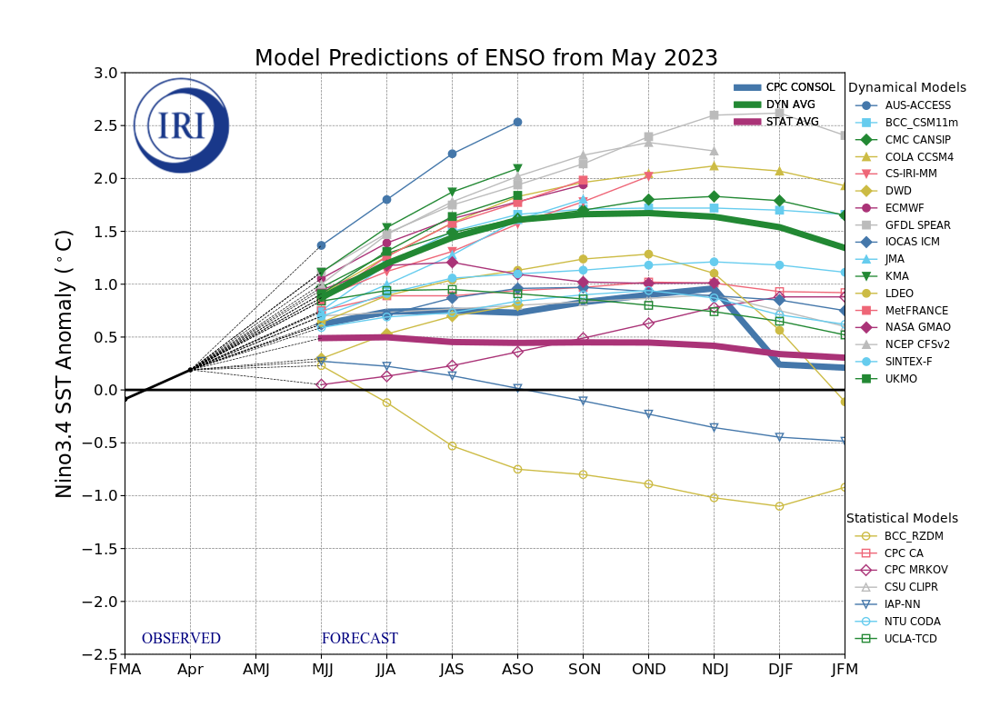 Model Predictions of ENSO from May 2023
Nino3.4 SST Anomaly (°C)
3.0
2.5
2.0
1.5
1.0
0.5
0.0
−0.5
−1.0
−1.5
−2.0
−2.5
IRI
CPC CONSOL
DYN AVG
STAT AVG
OBSERVED
FORECAST
FMA Apr AMJ MJJ JJA JAS ASO SON OND NDJ DJF JFM
Dynamical Models
AUS-ACCESS
BCC_CSM11m
CMC CANSIP
COLA CCSM4
CS-IRI-MM
DWD
ECMWF
GFDL SPEAR
IOCAS ICM
JMA
KMA
LDEO
MetFRANCE
NASA GMAO
NCEP CFSv2
SINTEX-F
UKMO
Statistical Models
BCC_RZDM
CPC CA
CPC MRKOV
CSU CLIPR
IAP-NN
NTU CODA
UCLA-TCD